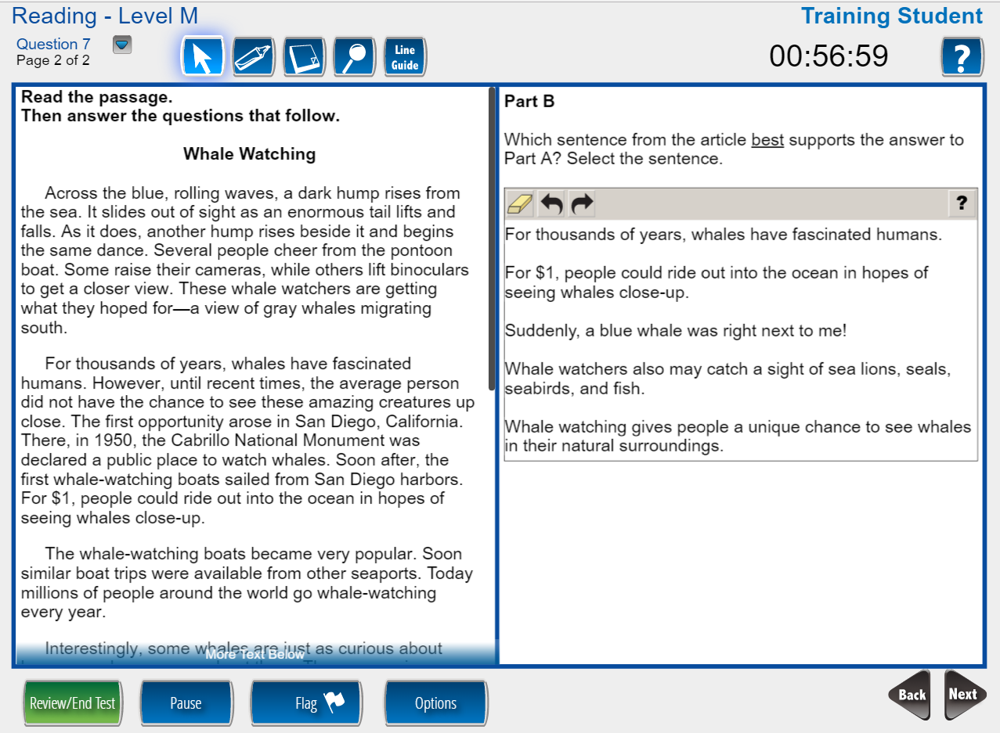 Reading - Level M
Training Student
Question 7
Page 2 of 2
Line
Guide
00:56:59
?
Read the passage.
Then answer the questions that follow.
Whale Watching
Across the blue, rolling waves, a dark hump rises from
the sea. It slides out of sight as an enormous tail lifts and
falls. As it does, another hump rises beside it and begins
the same dance. Several people cheer from the pontoon
boat. Some raise their cameras, while others lift binoculars
to get a closer view. These whale watchers are getting
what they hoped for—a view of gray whales migrating
south.
For thousands of years, whales have fascinated
humans. However, until recent times, the average person
did not have the chance to see these amazing creatures up
close. The first opportunity arose in San Diego, California.
There, in 1950, the Cabrillo National Monument was
declared a public place to watch whales. Soon after, the
first whale-watching boats sailed from San Diego harbors.
For $1, people could ride out into the ocean in hopes of
seeing whales close-up.
The whale-watching boats became very popular. Soon
similar boat trips were available from other seaports. Today
millions of people around the world go whale-watching
every year.
Interestingly, some whales are just as curious about
More Text Below
Part B
Which sentence from the article best supports the answer to
Part A? Select the sentence.
?
For thousands of years, whales have fascinated humans.
For $1, people could ride out into the ocean in hopes of
seeing whales close-up.
Suddenly, a blue whale was right next to me!
Whale watchers also may catch a sight of sea lions, seals,
seabirds, and fish.
Whale watching gives people a unique chance to see whales
in their natural surroundings.
Review/End Test
Pause
Flag
Options
Back
Next